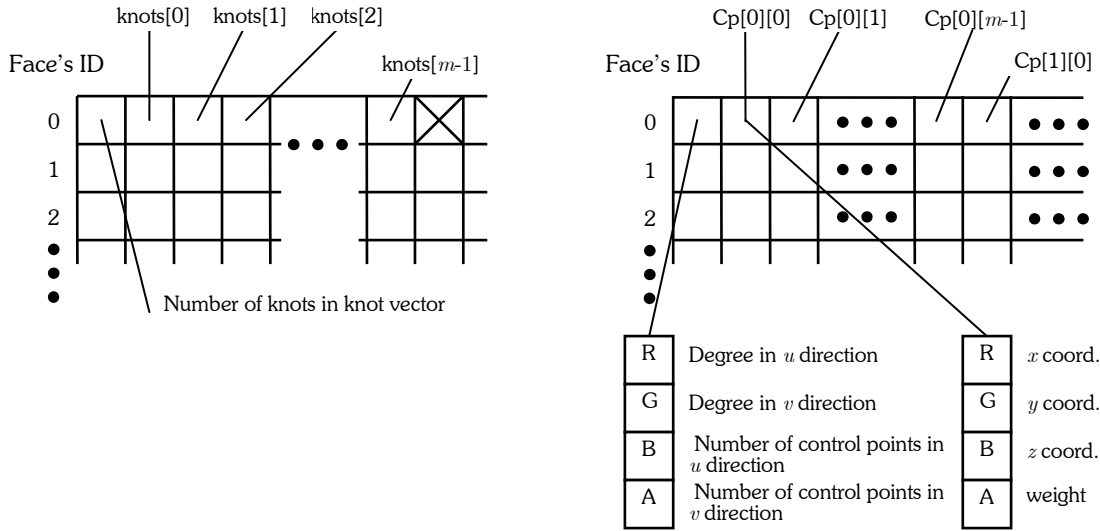 knots[0] knots[1] knots[2]
knots[m-1]
Face's ID
0
1
2
Number of knots in knot vector
Cp[0][0] Cp[0][1] Cp[0][m-1]
Cp[1][0]
Face's ID
0
1
2
R Degree in u direction
G Degree in v direction
B Number of control points in
u direction
A Number of control points in
v direction
R x coord.
G y coord.
B z coord.
A weight